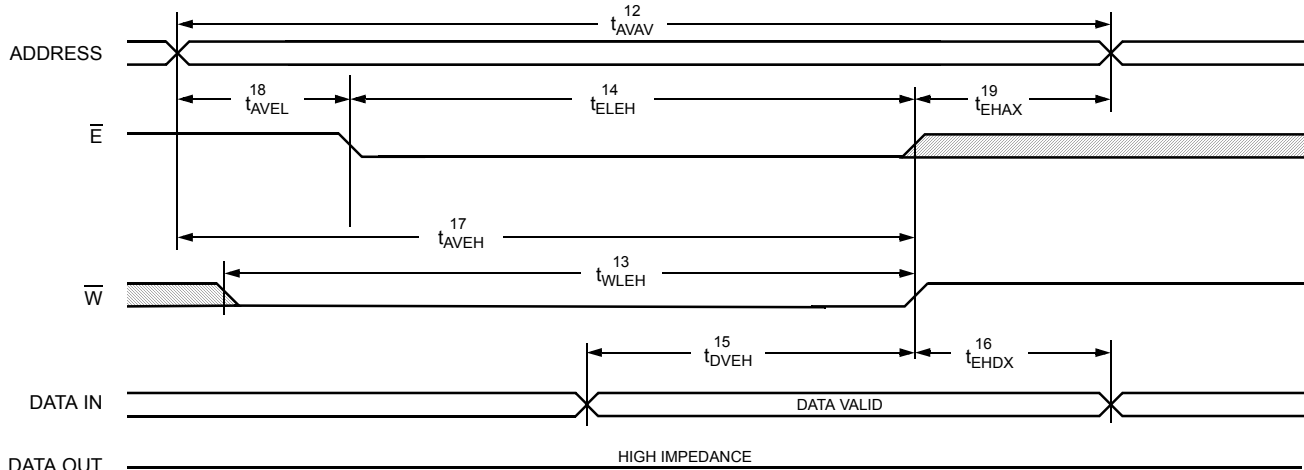 12
tAVAV
ADDRESS
18
tAVEL
14
tELEH
19
tEHAX
E
17
tAVEH
13
tWLEH
W
15
tDVEH
16
tEHDX
DATA IN
DATA VALID
DATA OUT
HIGH IMPEDANCE